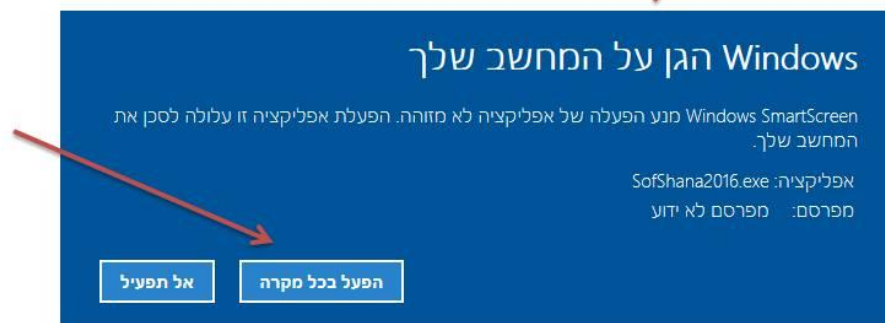 Windows הגן על המחשב שלך
Windows SmartScreen מנע הפעלה של אפליקציה לא מזוהה. הפעלת אפליקציה זו עלולה לסכן את
המחשב שלך.
אפליקציה: SofShana2016.exe
מפרסם: מפרסם לא ידוע
הפעל בכל מקרה
אל תפעיל